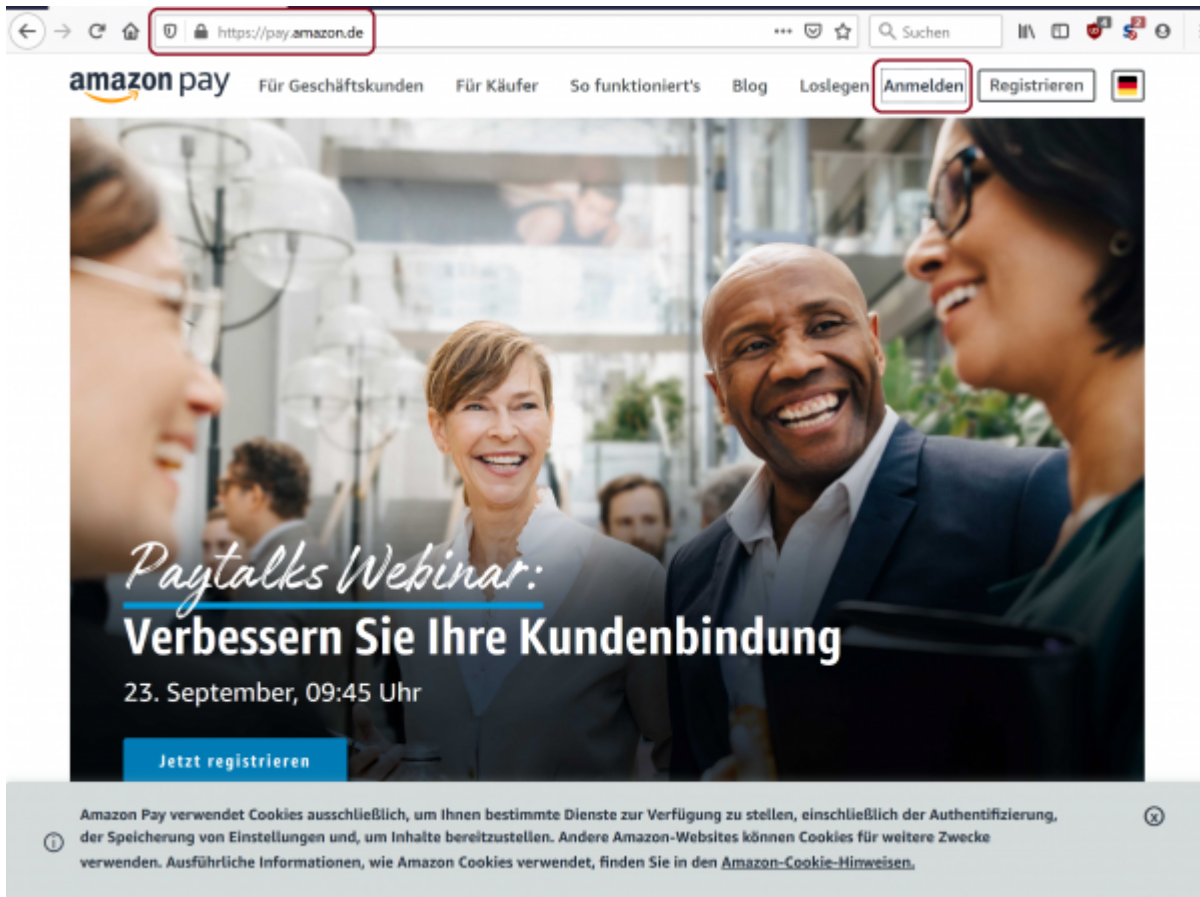 https://pay.amazon.de
Suchen
4
2
amazon pay
Für Geschäftskunden
Für Käufer
So funktioniert's
Blog
Loslegen
Anmelden
Registrieren
Paytalks Webinar:
Verbessern Sie Ihre Kundenbindung
23. September, 09:45 Uhr
Jetzt registrieren
Amazon Pay verwendet Cookies ausschließlich, um Ihnen bestimmte Dienste zur Verfügung zu stellen, einschließlich der Authentifizierung,
der Speicherung von Einstellungen und, um Inhalte bereitzustellen. Andere Amazon-Websites können Cookies für weitere Zwecke
verwenden. Ausführliche Informationen, wie Amazon Cookies verwendet, finden Sie in den Amazon-Cookie-Hinweisen.